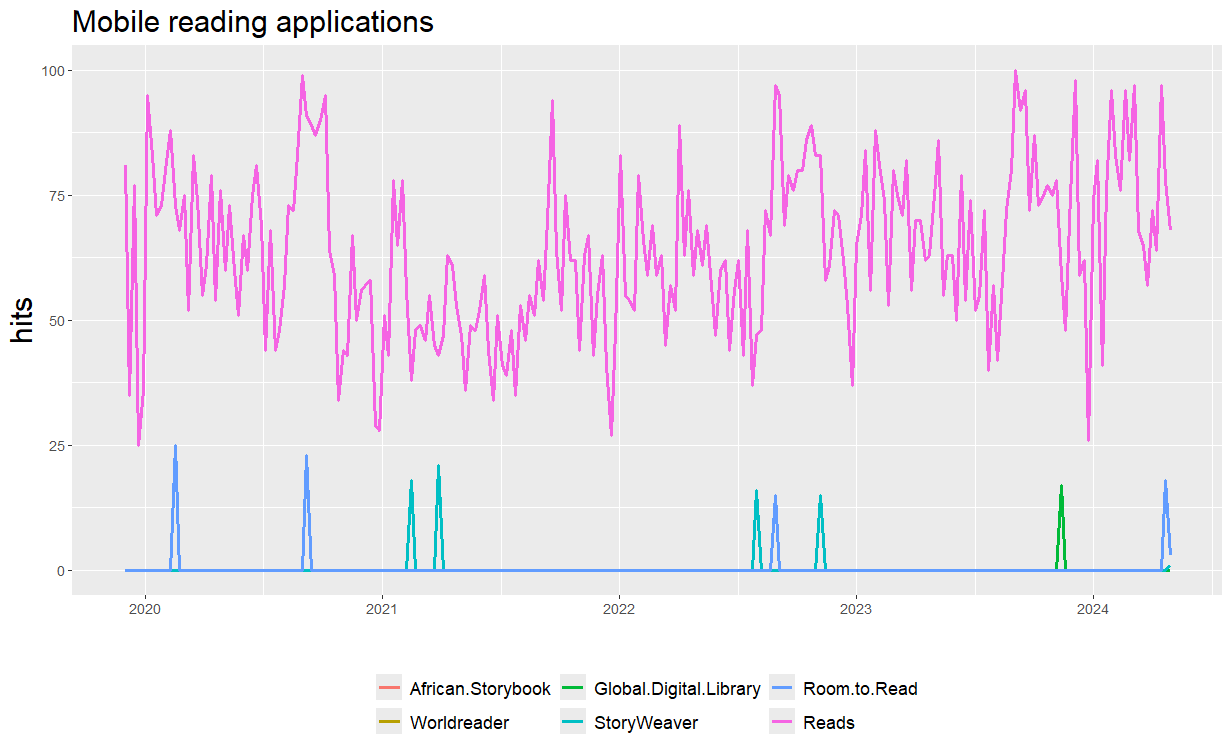 Mobile reading applications
100
75
50
25
0
hits
2020 2021 2022 2023 2024
African.Storybook Global.Digital.Library Room.to.Read
Worldreader StoryWeaver Reads